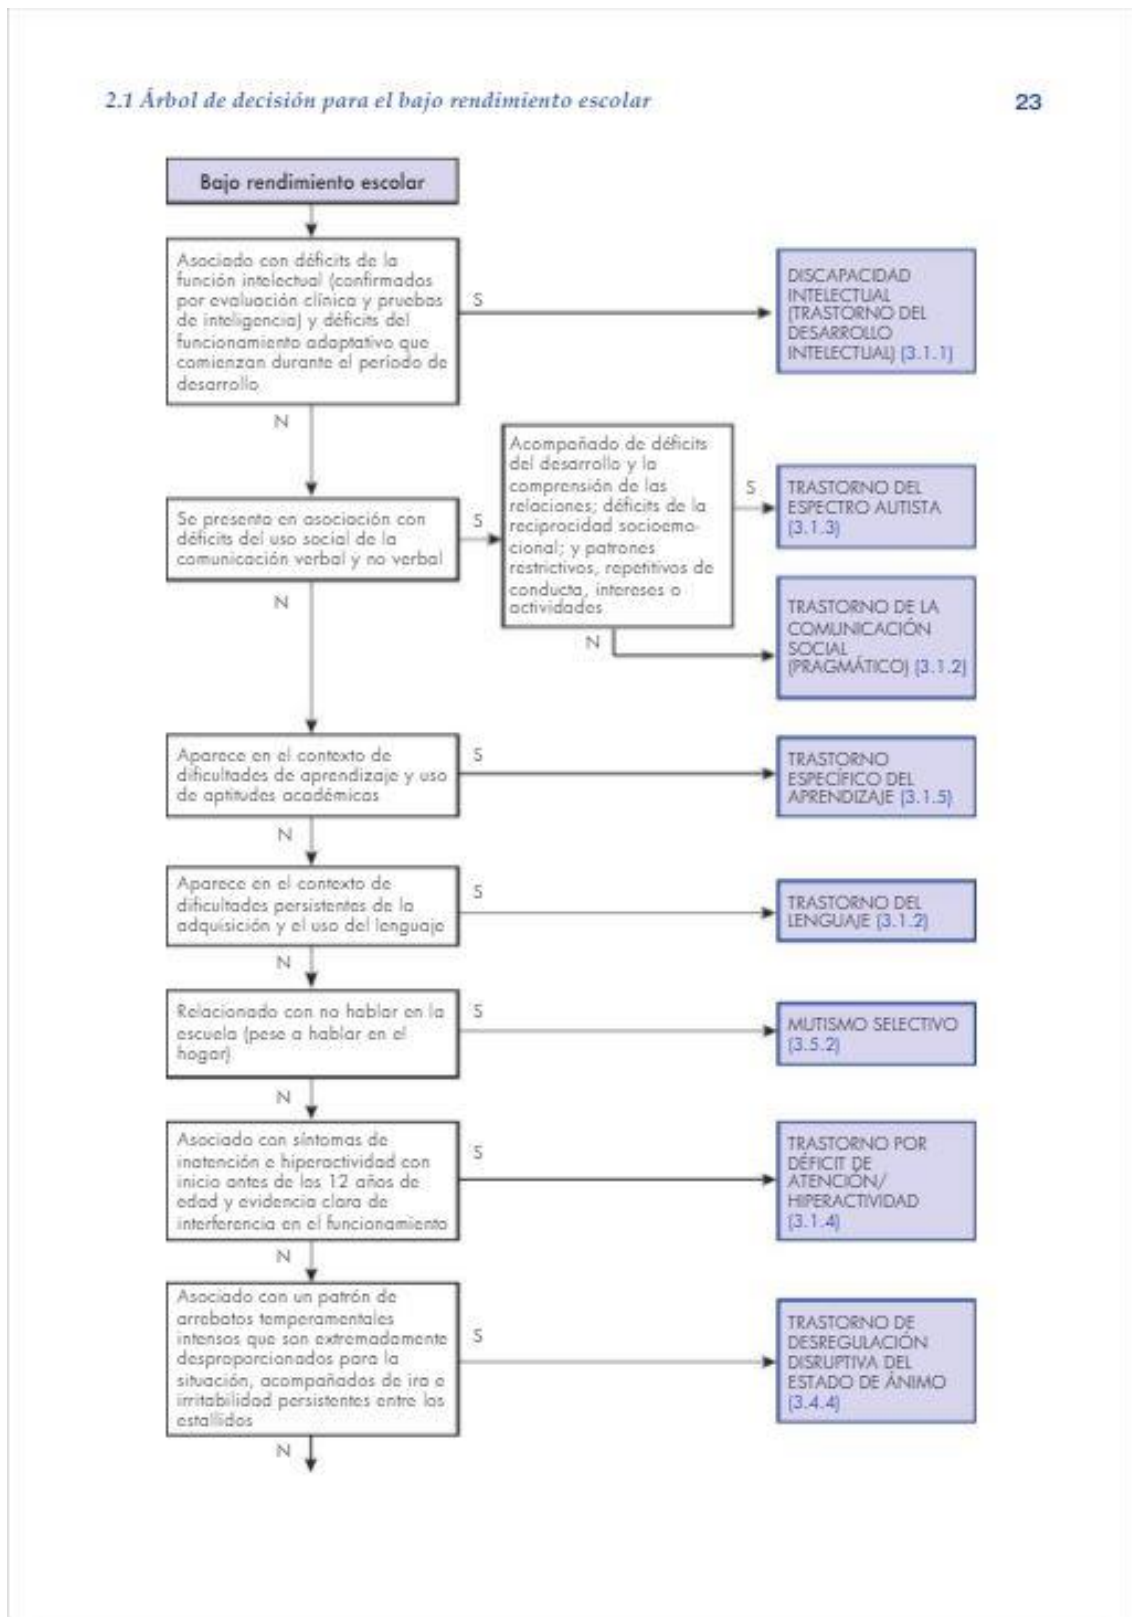 2.1 Árbol de decisión para el bajo rendimiento escolar
23
Bajo rendimiento escolar
Asociado con déficits de la
función intelectual (confirmados
por evaluación clínica y pruebas
de inteligencia) y déficits del
funcionamiento adaptativo que
comienzan durante el período de
desarrollo
S
DISCAPACIDAD
INTELECTUAL
(TRASTORNO DEL
DESARROLLO
INTELECTUAL) (3.1.1)
N
Se presenta en asociación con
déficits del uso social de la
comunicación verbal y no verbal
S
Acompañado de déficits
del desarrollo y la
comprensión de las
relaciones; déficits de la
reciprocidad socioemo-
cional; y patrones
restrictivos, repetitivos de
conducta, intereses o
actividades
S
TRASTORNO DEL
ESPECTRO AUTISTA
(3.1.3)
N
TRASTORNO DE LA
COMUNICACIÓN
SOCIAL
(PRAGMÁTICO) (3.1.2)
N
Aparece en el contexto de
dificultades de aprendizaje y uso
de aptitudes académicas
S
TRASTORNO
ESPECÍFICO DEL
APRENDIZAJE (3.1.5)
N
Aparece en el contexto de
dificultades persistentes de la
adquisición y el uso del lenguaje
S
TRASTORNO DEL
LENGUAJE (3.1.2)
N
Relacionado con no hablar en la
escuela (pese a hablar en el
hogar)
S
MUTISMO SELECTIVO
(3.5.2)
N
Asociado con síntomas de
inatención e hiperactividad con
inicio antes de los 12 años de
edad y evidencia clara de
interferencia en el funcionamiento
S
TRASTORNO POR
DÉFICIT DE
ATENCIÓN/
HIPERACTIVIDAD
(3.1.4)
N
Asociado con un patrón de
arrebatos temperamentales
intensos que son extremadamente
desproporcionados para la
situación, acompañados de ira e
irritabilidad persistentes entre los
estallidos
S
TRASTORNO DE
DESREGULACIÓN
DISRUPTIVA DEL
ESTADO DE ÁNIMO
(3.4.4)
N